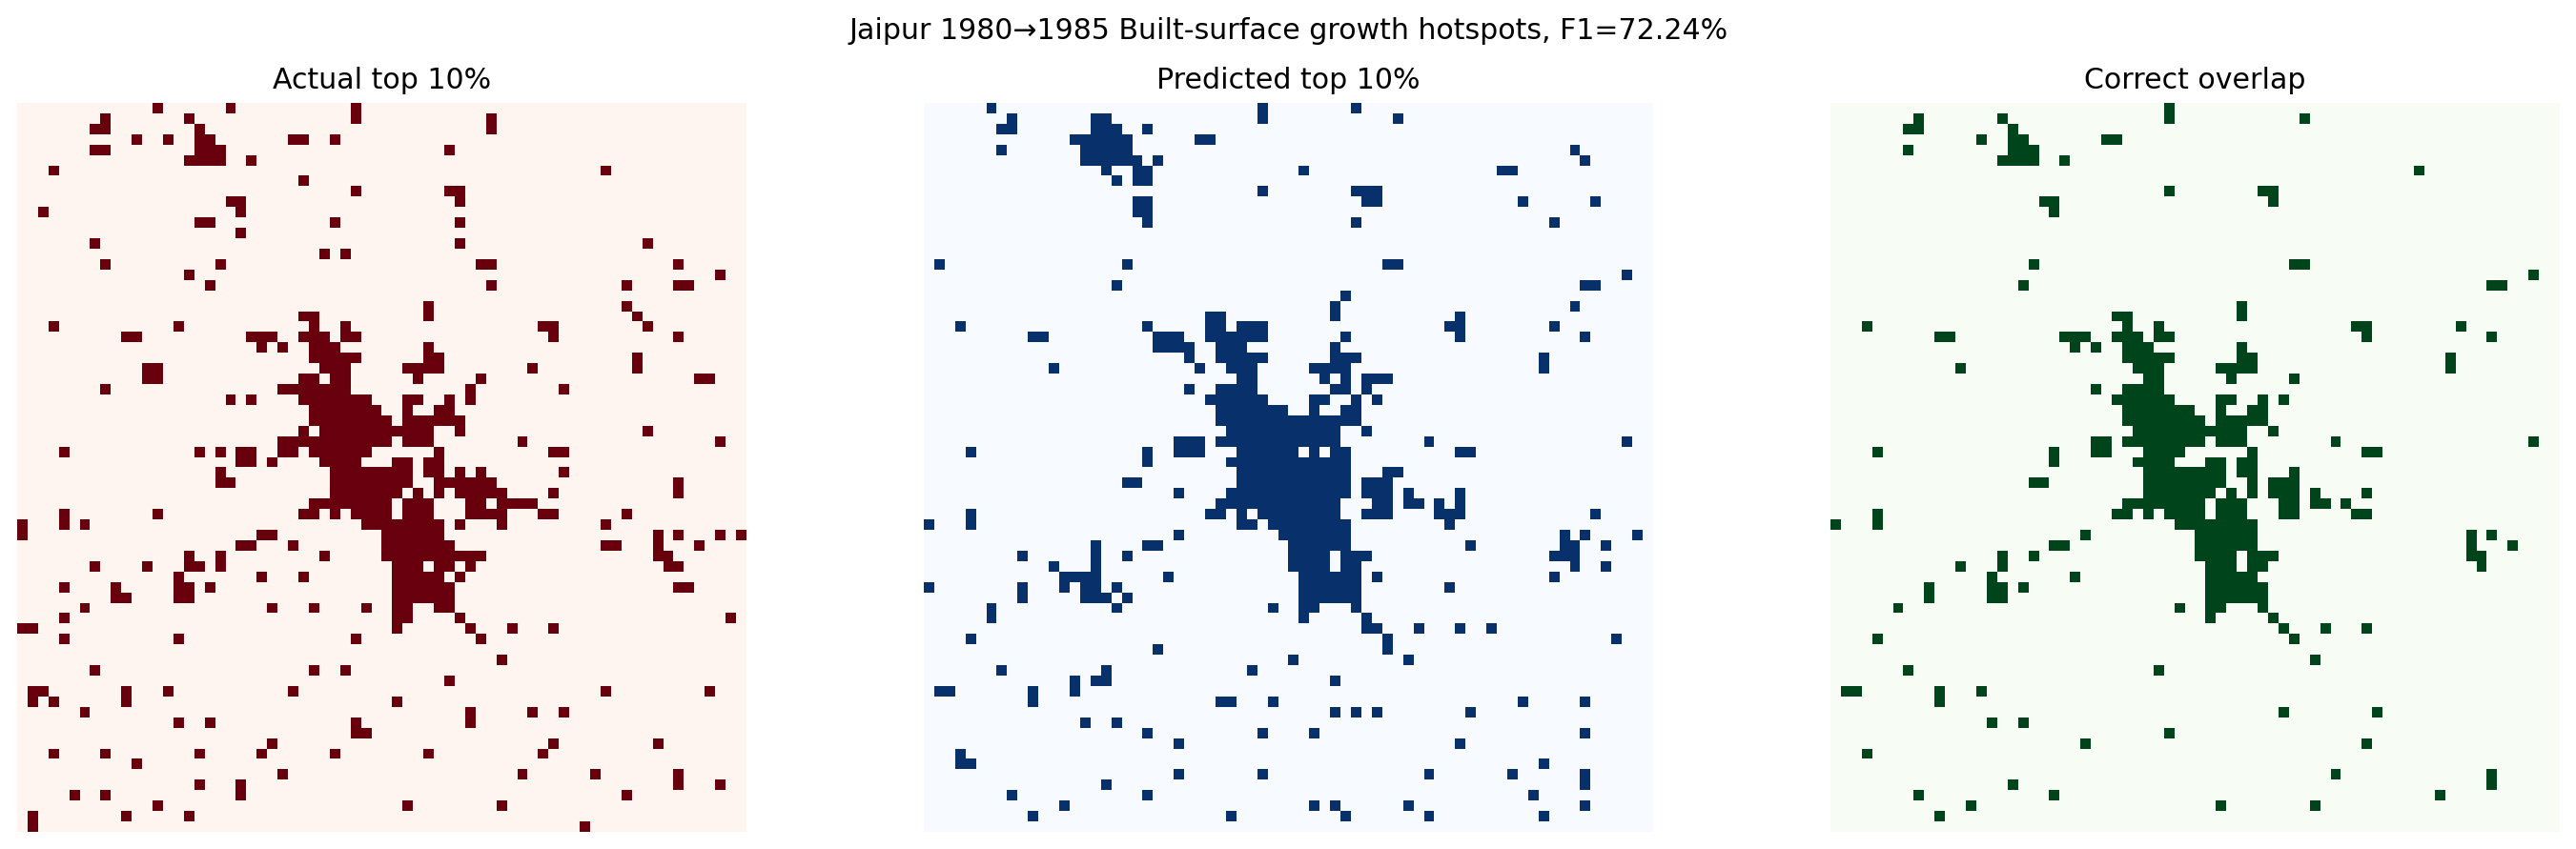 Jaipur 1980→1985 Built-surface growth hotspots, F1=72.24%
Actual top 10%
Predicted top 10%
Correct overlap